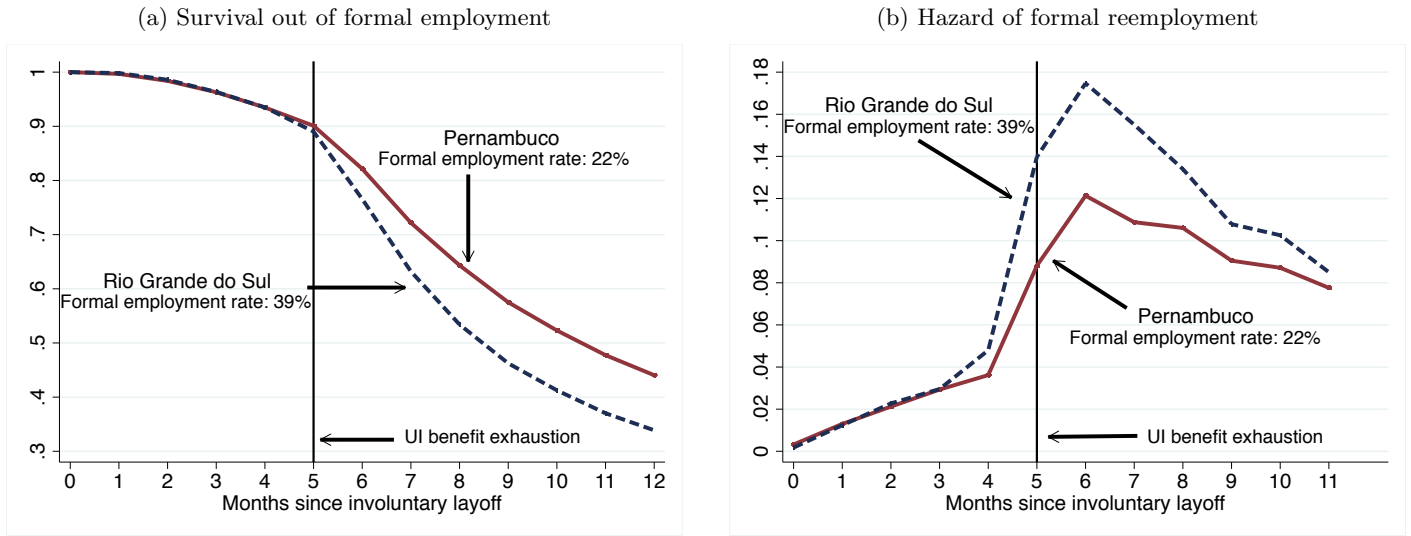 (a) Survival out of formal employment
1
.9
.8
.7
.6
.5
.4
.3
Pernambuco
Formal employment rate: 22%
Rio Grande do Sul
Formal employment rate: 39%
UI benefit exhaustion
0 1 2 3 4 5 6 7 8 9 10 11 12
Months since involuntary layoff
(b) Hazard of formal reemployment
.18
.16
.14
.12
.1
.08
.06
.04
.02
0
Rio Grande do Sul
Formal employment rate: 39%
Pernambuco
Formal employment rate: 22%
UI benefit exhaustion
0 1 2 3 4 5 6 7 8 9 10 11
Months since involuntary layoff